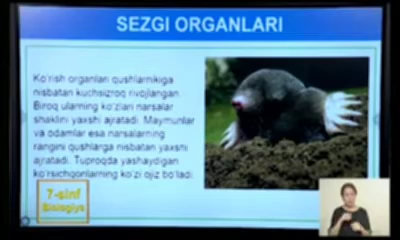 SEZGI ORGANLARI
Ko'rish organlari qushlarnikiga
nisbatan kuchsizroq rivojlangan.
Biroq ularning ko'zlari narsalar
shaklini yaxshi ajratadi. Maymunlar
va odamlar esa narsalarning
rangini qushlarga nisbatan yaxshi
ajratadi. Tuproqda yashaydigan
ko'rsichqonlarning ko'zi ojiz bo'ladi.
7-sinf
Biologiya